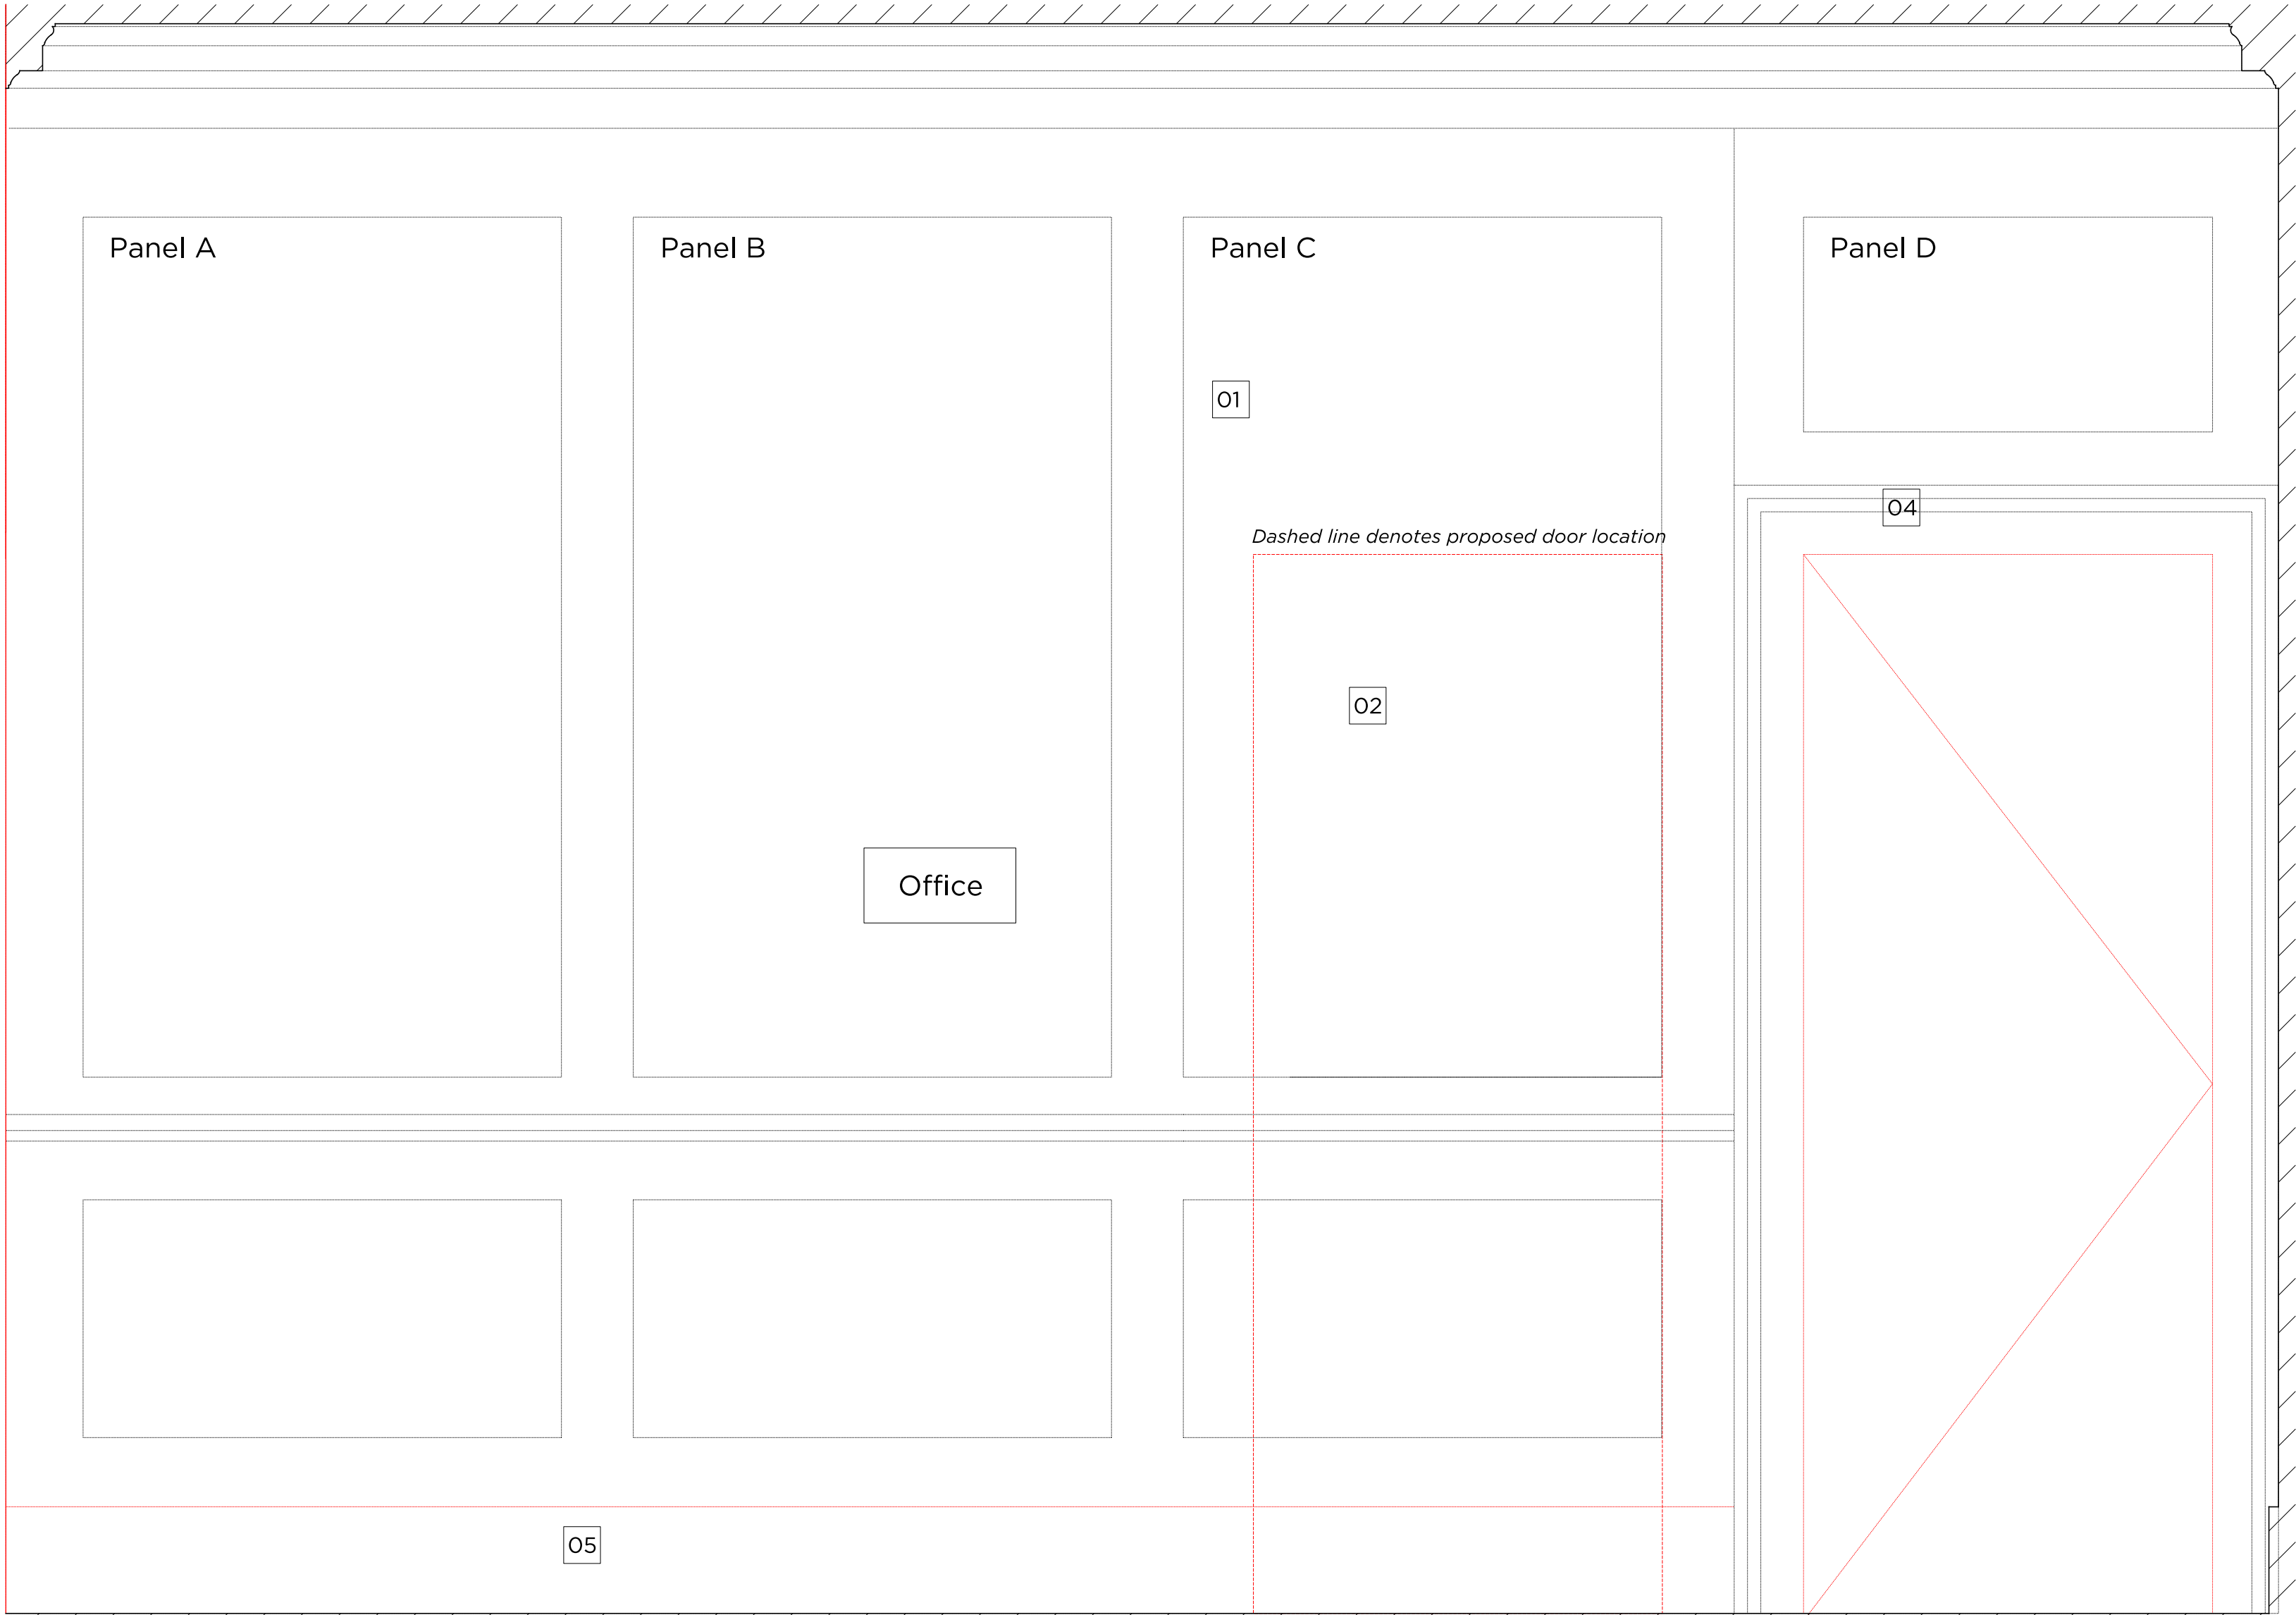 Panel A
Panel B
Panel C
Panel D
01
04
Dashed line denotes proposed door location
02
Office
05